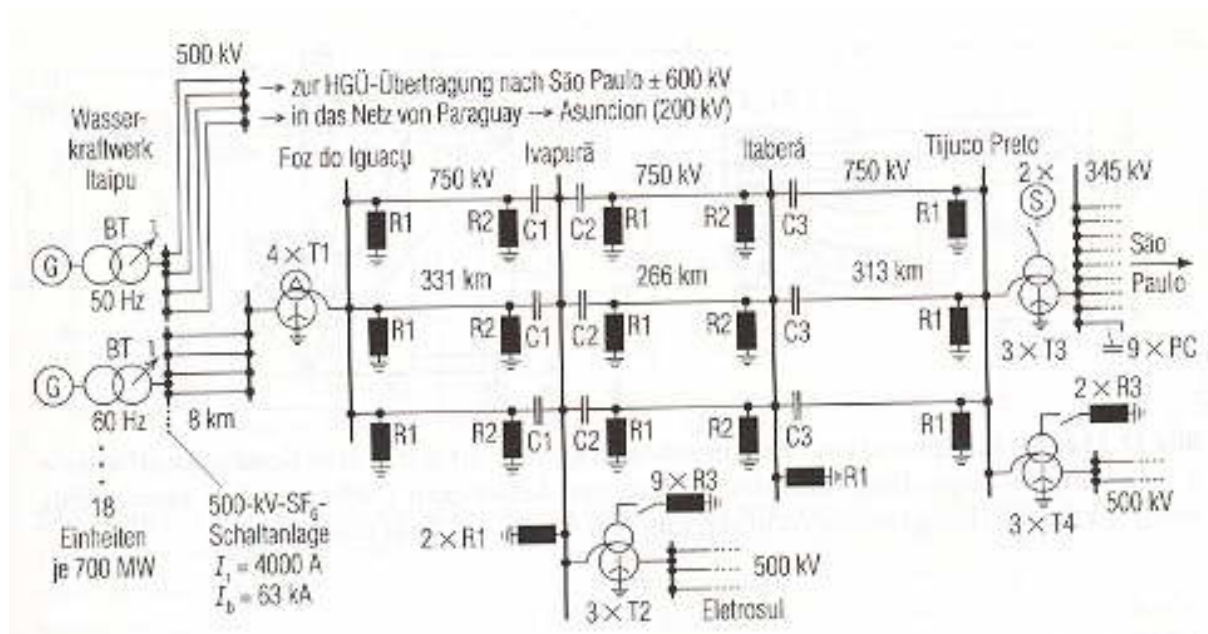 500 kV
→ zur HGÜ-Übertragung nach São Paulo ± 600 kV
→ in das Netz von Paraguay → Asuncion (200 kV)
Wasser-
kraftwerk
Itaipu
Foz do Iguaçu
Ivapurã
Itaberá
Tijuco Preto
750 kV
750 kV
750 kV
2 ×
S
345 kV
R1
R2
C1
C2
R1
R2
C3
R1
BT
G
50 Hz
4 × T1
331 km
266 km
313 km
São
Paulo
R1
R2
C1
C2
R1
R2
C3
R1
3 × T3
9 × PC
BT
G
60 Hz
8 km
2 × R3
R1
R2
C1
C2
R1
R2
C3
R1
18
Einheiten
je 700 MW
500-kV-SF₆-
Schaltanlage
I = 4000 A
I_b = 63 kA
2 × R1
9 × R3
R1
3 × T2
500 kV
Eletrosul
3 × T4
500 kV